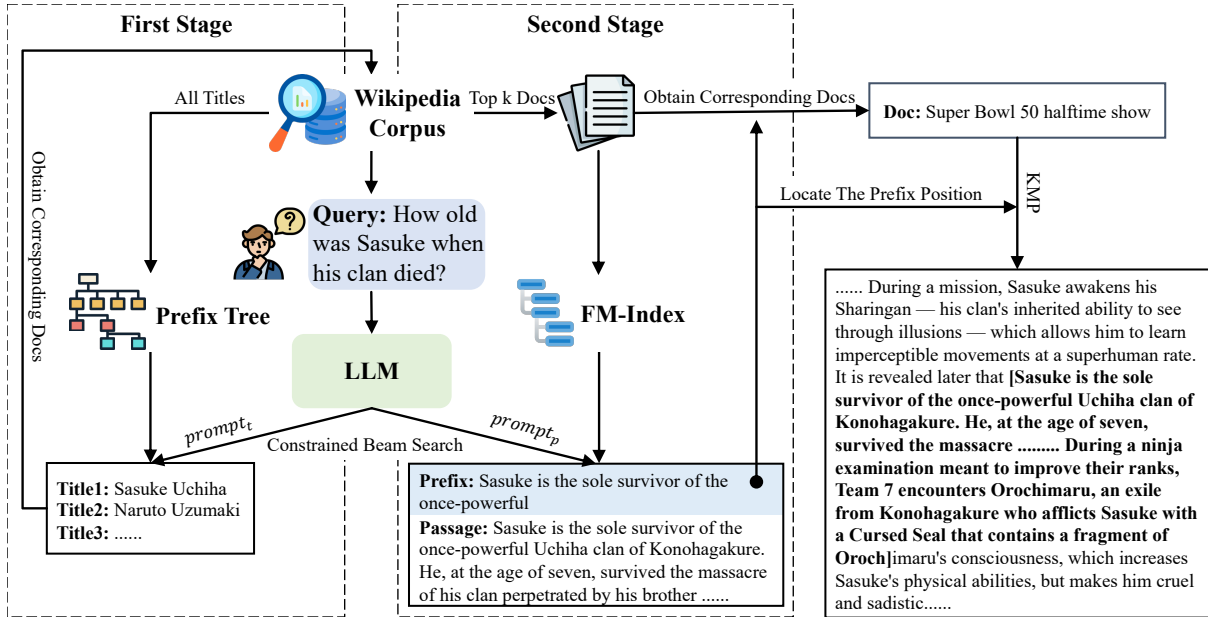 First Stage
Second Stage
All Titles
Wikipedia
Corpus
Top k Docs
Obtain Corresponding Docs
Doc: Super Bowl 50 halftime show
Obtain Corresponding Docs
KMP
Locate The Prefix Position
Query: How old
was Sasuke when
his clan died?
?
Prefix Tree
FM-Index
LLM
prompt_t
Constrained Beam Search
prompt_p
Title1: Sasuke Uchiha
Title2: Naruto Uzumaki
Title3: ......
Prefix: Sasuke is the sole survivor of the
once-powerful
Passage: Sasuke is the sole survivor of the
once-powerful Uchiha clan of Konohagakure.
He, at the age of seven, survived the massacre
of his clan perpetrated by his brother ......
...... During a mission, Sasuke awakens his
Sharingan — his clan's inherited ability to see
through illusions — which allows him to learn
imperceptible movements at a superhuman rate.
It is revealed later that [Sasuke is the sole
survivor of the once-powerful Uchiha clan of
Konohagakure. He, at the age of seven,
survived the massacre ......... During a ninja
examination meant to improve their ranks,
Team 7 encounters Orochimaru, an exile
from Konohagakure who afflicts Sasuke with
a Cursed Seal that contains a fragment of
Oroch]imaru's consciousness, which increases
Sasuke's physical abilities, but makes him cruel
and sadistic......